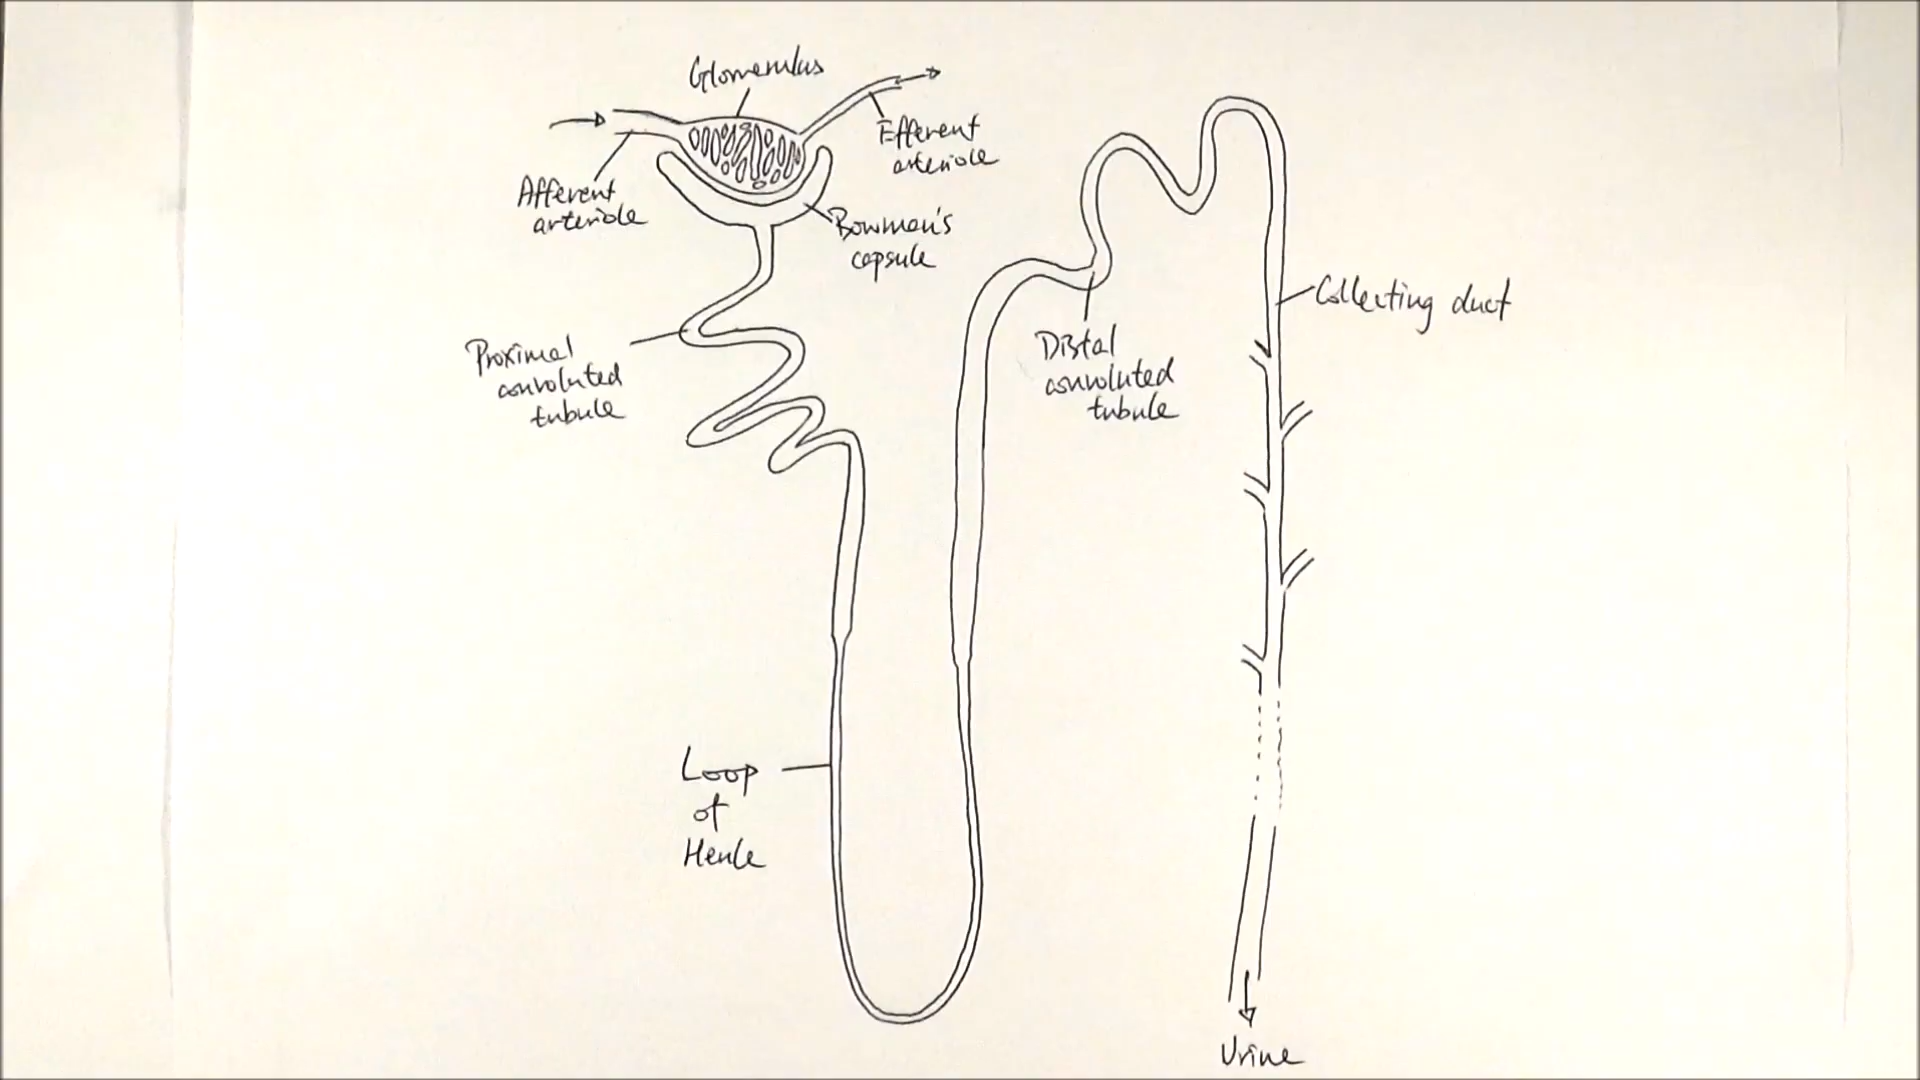 Glomerulus
Efferent
arteriole
Afferent
arteriole
Bowman's
capsule
Proximal
convoluted
tubule
Distal
convoluted
tubule
Collecting duct
Loop
of
Henle
Urine